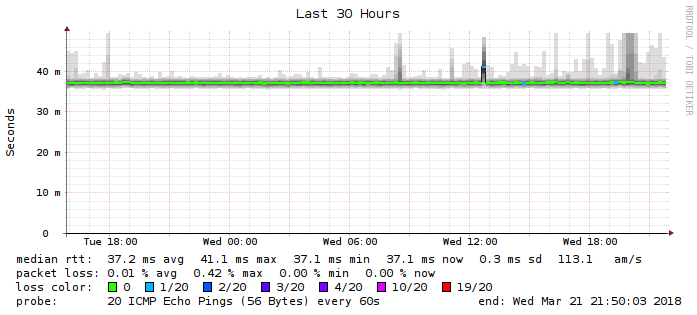 Last 30 Hours
RRDTOOL / TOBI OETIKER
Seconds
40 m
30 m
20 m
10 m
0
Tue 18:00 Wed 00:00 Wed 06:00 Wed 12:00 Wed 18:00
median rtt: 37.2 ms avg 41.1 ms max 37.1 ms min 37.1 ms now 0.3 ms sd 113.1 am/s
packet loss: 0.01 % avg 0.42 % max 0.00 % min 0.00 % now
loss color: 0 1/20 2/20 3/20 4/20 10/20 19/20
probe: 20 ICMP Echo Pings (56 Bytes) every 60s end: Wed Mar 21 21:50:03 2018